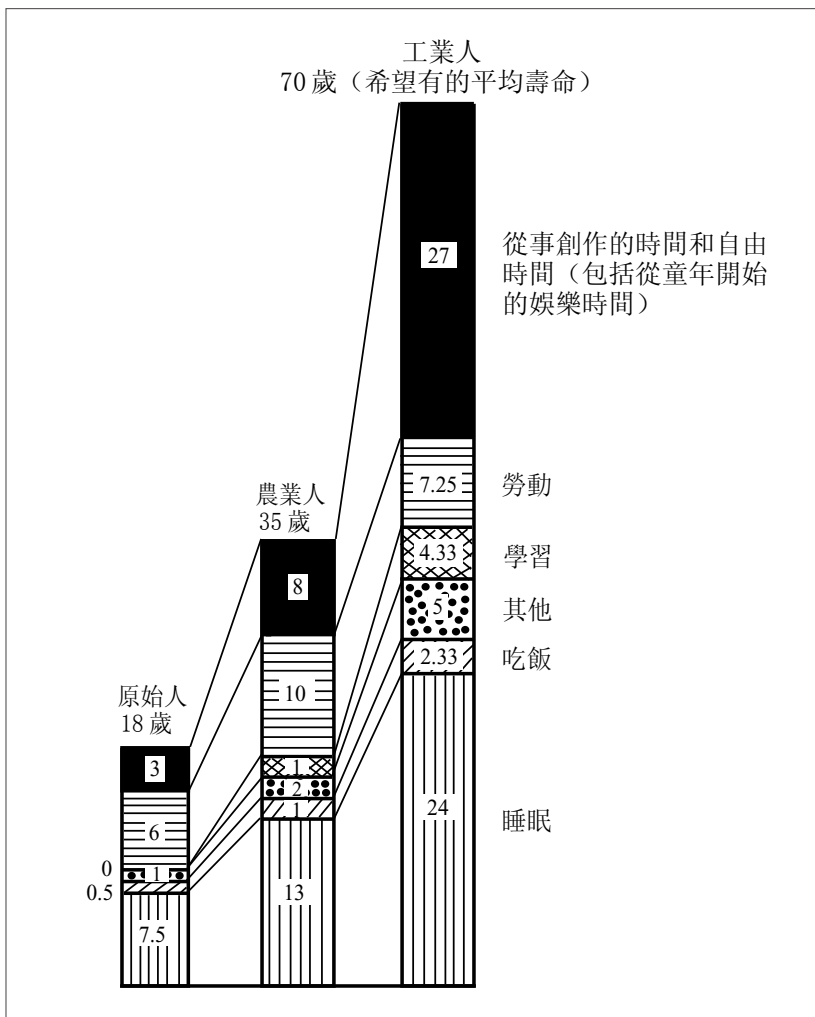 工業人
70 歲（希望有的平均壽命）
27
從事創作的時間和自由
時間（包括從童年開始
的娛樂時間）
7.25
勞動
4.33
學習
5
其他
2.33
吃飯
24
睡眠
農業人
35 歲
8
10
1
2
1
13
原始人
18 歲
3
6
0
1
0.5
7.5